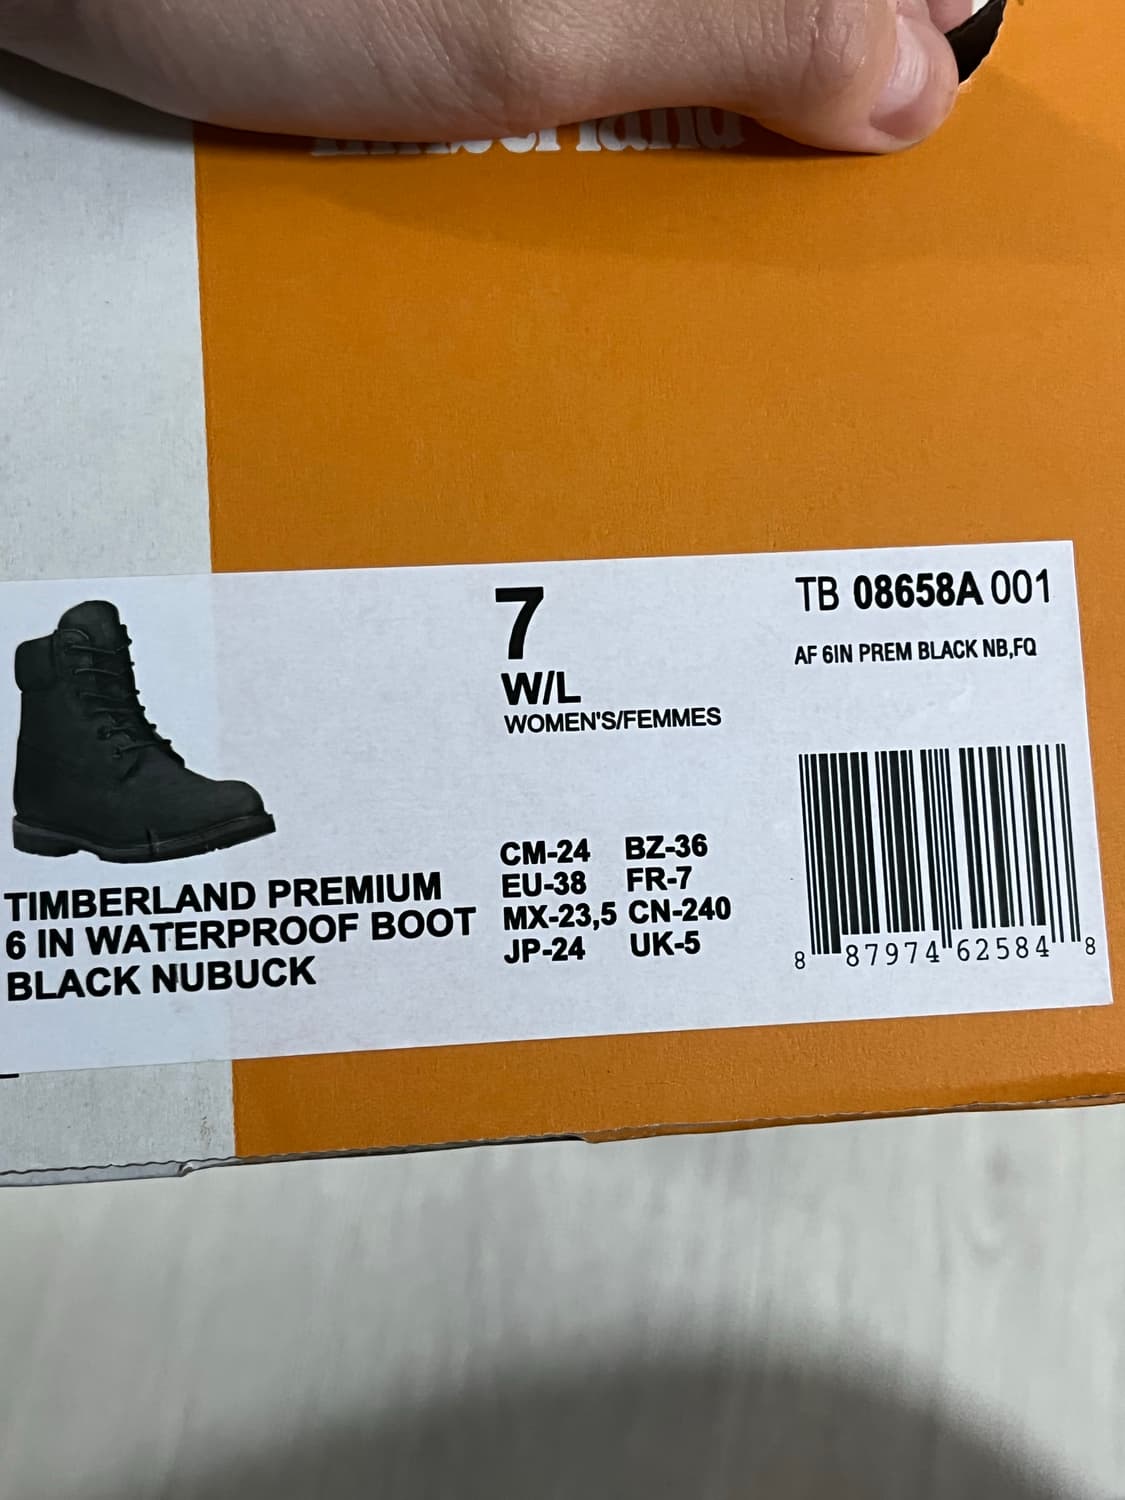 Timberland
7
W/L
WOMEN'S/FEMMES
TB 08658A 001
AF 6IN PREM BLACK NB,FQ
TIMBERLAND PREMIUM
6 IN WATERPROOF BOOT
BLACK NUBUCK
CM-24 BZ-36
EU-38 FR-7
MX-23,5 CN-240
JP-24 UK-5
8 87974 62584 8